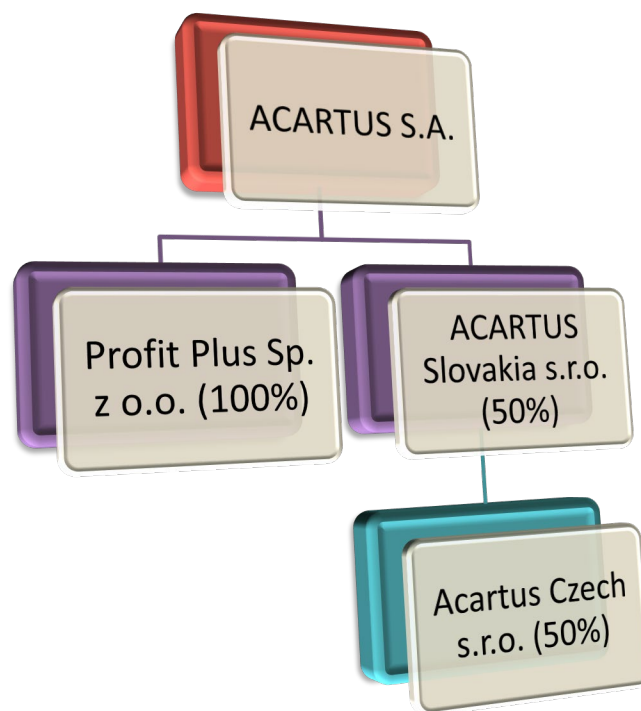 ACARTUS S.A.
Profit Plus Sp.
z o.o. (100%)
ACARTUS
Slovakia s.r.o.
(50%)
Acartus Czech
s.r.o. (50%)